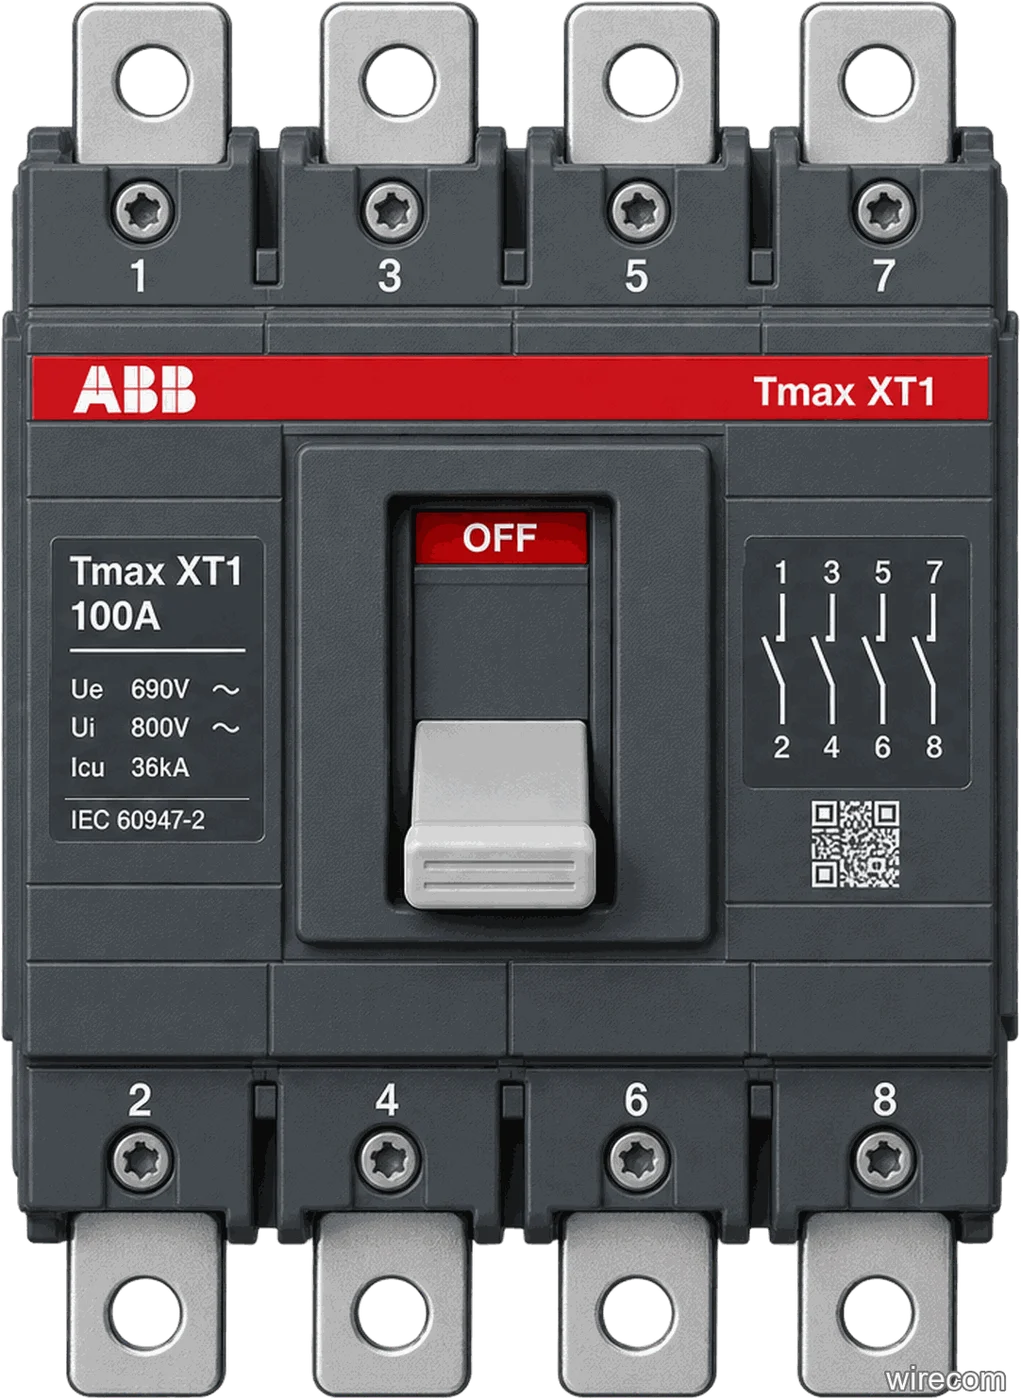 1 3 5 7
ABB Tmax XT1
OFF
Tmax XT1
100A
Ue 690V ~
Ui 800V ~
Icu 36kA
IEC 60947-2
1 3 5 7
2 4 6 8
2 4 6 8
wirecom